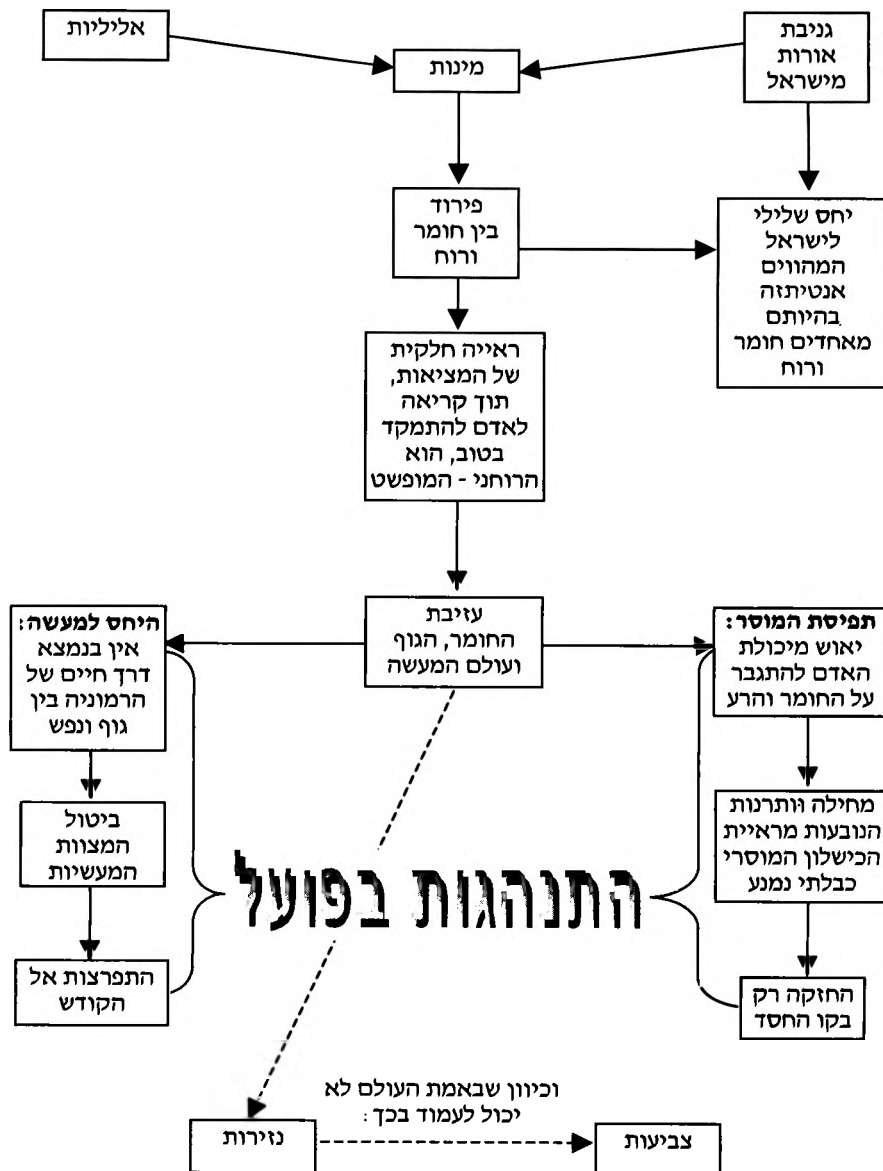 גניבת
אורות
מישראל
אליליות
מינות
פירוד
בין חומר
ורוח
יחס שלילי
לישראל
המהווים
אנטיתזה
בהיותם
מאחדים חומר
ורוח
ראייה חלקית
של המציאות,
תוך קריאה
לאדם להתמקד
בטוב, הוא
הרוחני - המופשט
עזיבת
החומר, הגוף
ועולם המעשה
תפיסת המוסר:
יאוש מיכולת
האדם להתגבר
על החומר והרע
היחס למעשה:
אין בנמצא
דרך חיים של
הרמוניה בין
גוף ונפש
מחילה וותרנות
הנובעות מראיית
הכישלון המוסרי
כבלתי נמנע
ביטול
המצוות
המעשיות
התנהגות בפועל
החזקה רק
בקו החסד
התפרצות אל
הקודש
וכיוון שבאמת העולם לא
יכול לעמוד בכך:
נזירות
צביעות